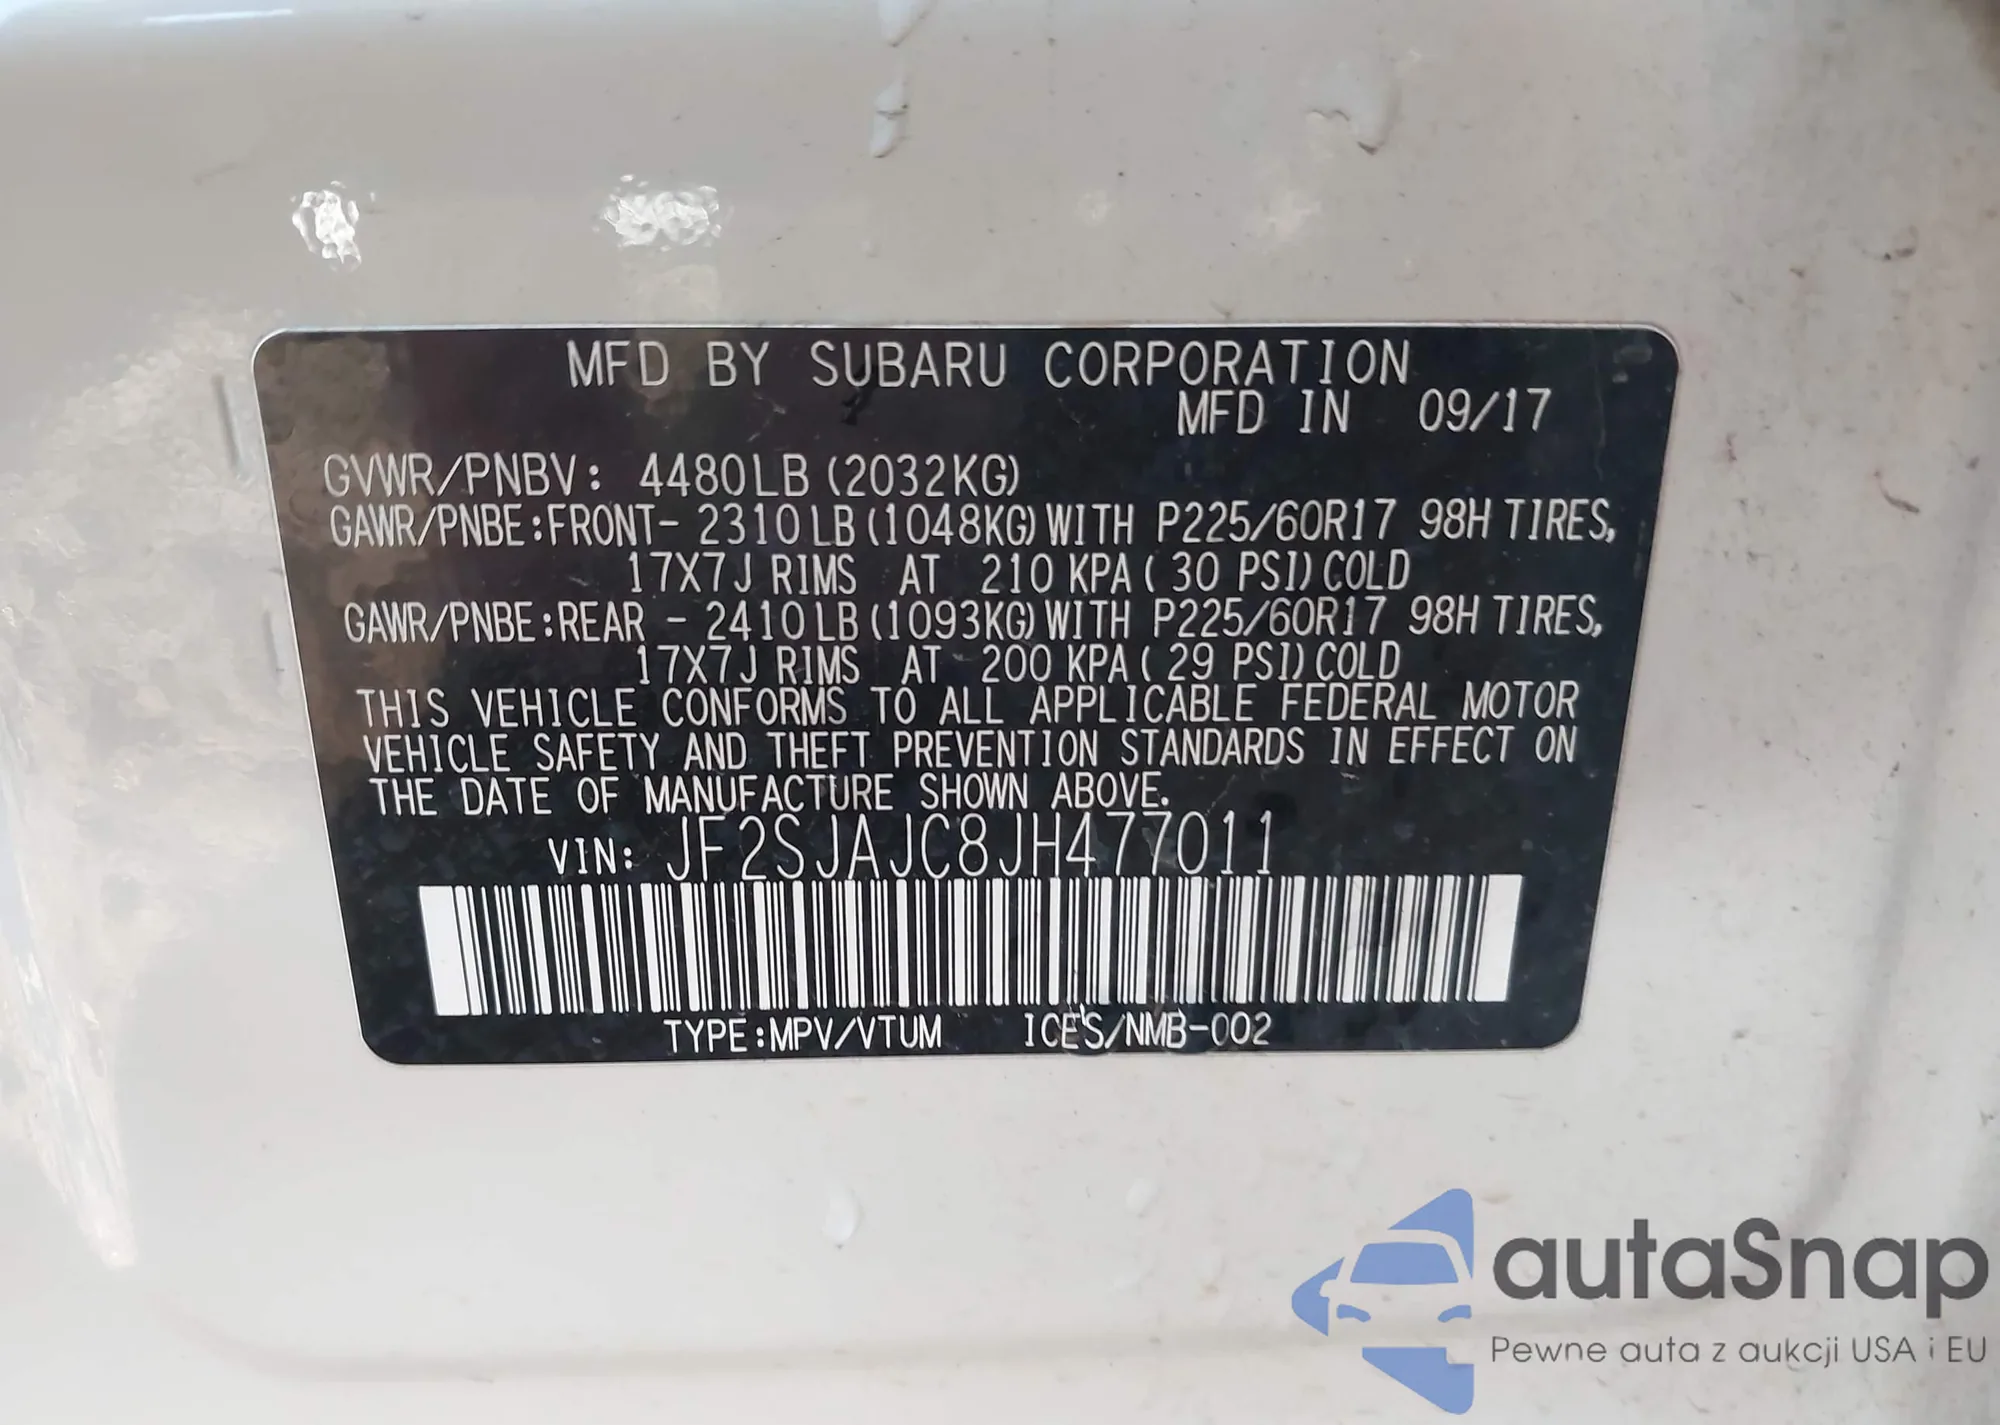 MFD BY SUBARU CORPORATION
MFD IN 09/17
GVWR/PNBV: 4480LB (2032KG)
GAWR/PNBE:FRONT- 2310LB (1048KG) WITH P225/60R17 98H TIRES,
17X7J RIMS AT 210 KPA ( 30 PSI) COLD
GAWR/PNBE:REAR - 2410LB (1093KG) WITH P225/60R17 98H TIRES,
17X7J RIMS AT 200 KPA ( 29 PSI) COLD
THIS VEHICLE CONFORMS TO ALL APPLICABLE FEDERAL MOTOR
VEHICLE SAFETY AND THEFT PREVENTION STANDARDS IN EFFECT ON
THE DATE OF MANUFACTURE SHOWN ABOVE.
VIN: JF2SJAJC8JH477011
TYPE:MPV/VTUM ICES/NMB-002
autaSnap
Pewne auta z aukcji USA i EU